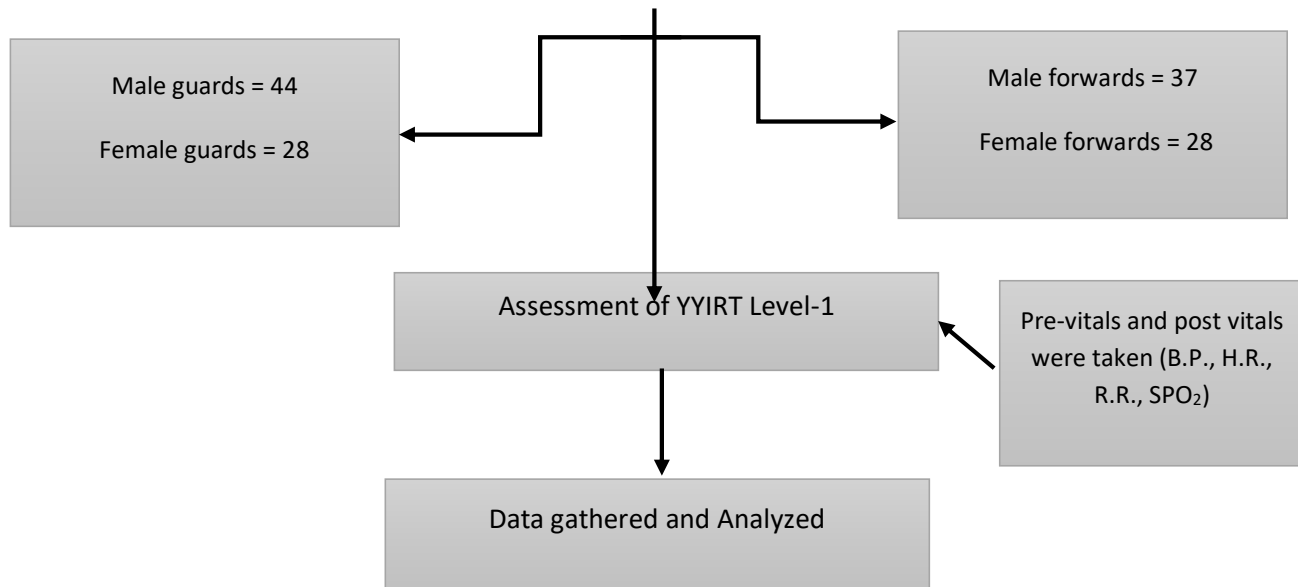 Male guards = 44
Female guards = 28
Male forwards = 37
Female forwards = 28
Assessment of YYIRT Level-1
Pre-vitals and post vitals
were taken (B.P., H.R.,
R.R., SPO₂)
Data gathered and Analyzed